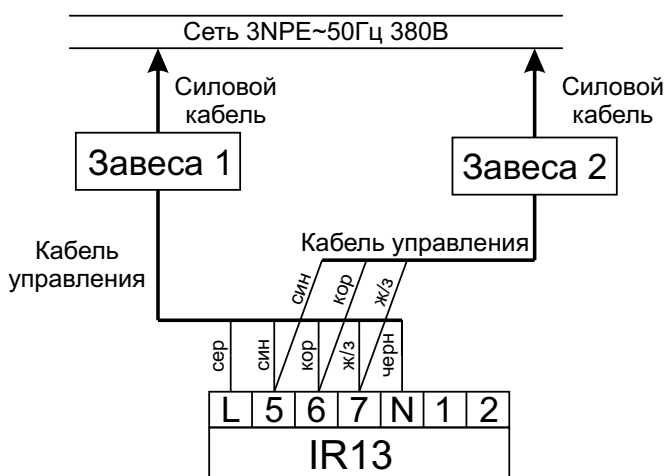 Сеть 3NPE~50Гц 380В
Силовой
кабель
Силовой
кабель
Завеса 1
Завеса 2
Кабель
управления
Кабель управления
син
кор
ж/з
сер
син
кор
ж/з
черн
L 5 6 7 N 1 2
IR13